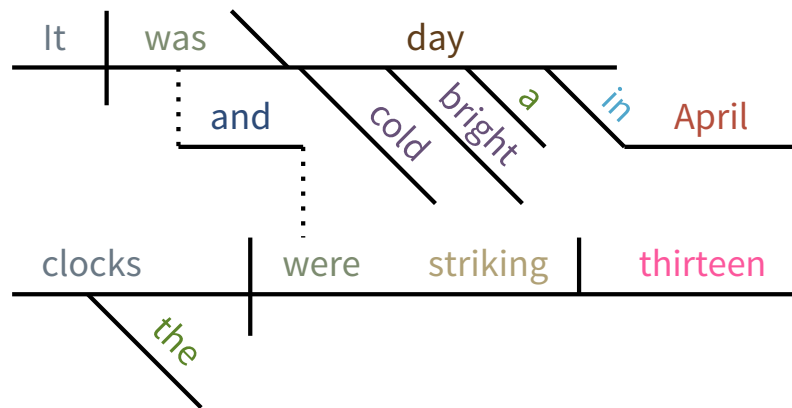 It was day
and cold bright a in April
clocks were striking thirteen
the